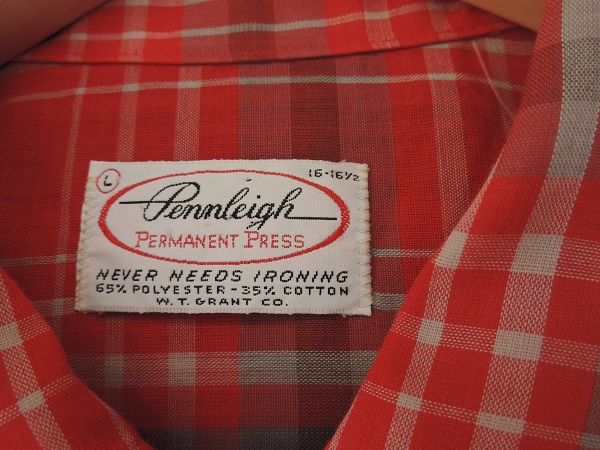 L 16-16½
Pennleigh
PERMANENT PRESS
NEVER NEEDS IRONING
65% POLYESTER - 35% COTTON
W. T. GRANT CO.